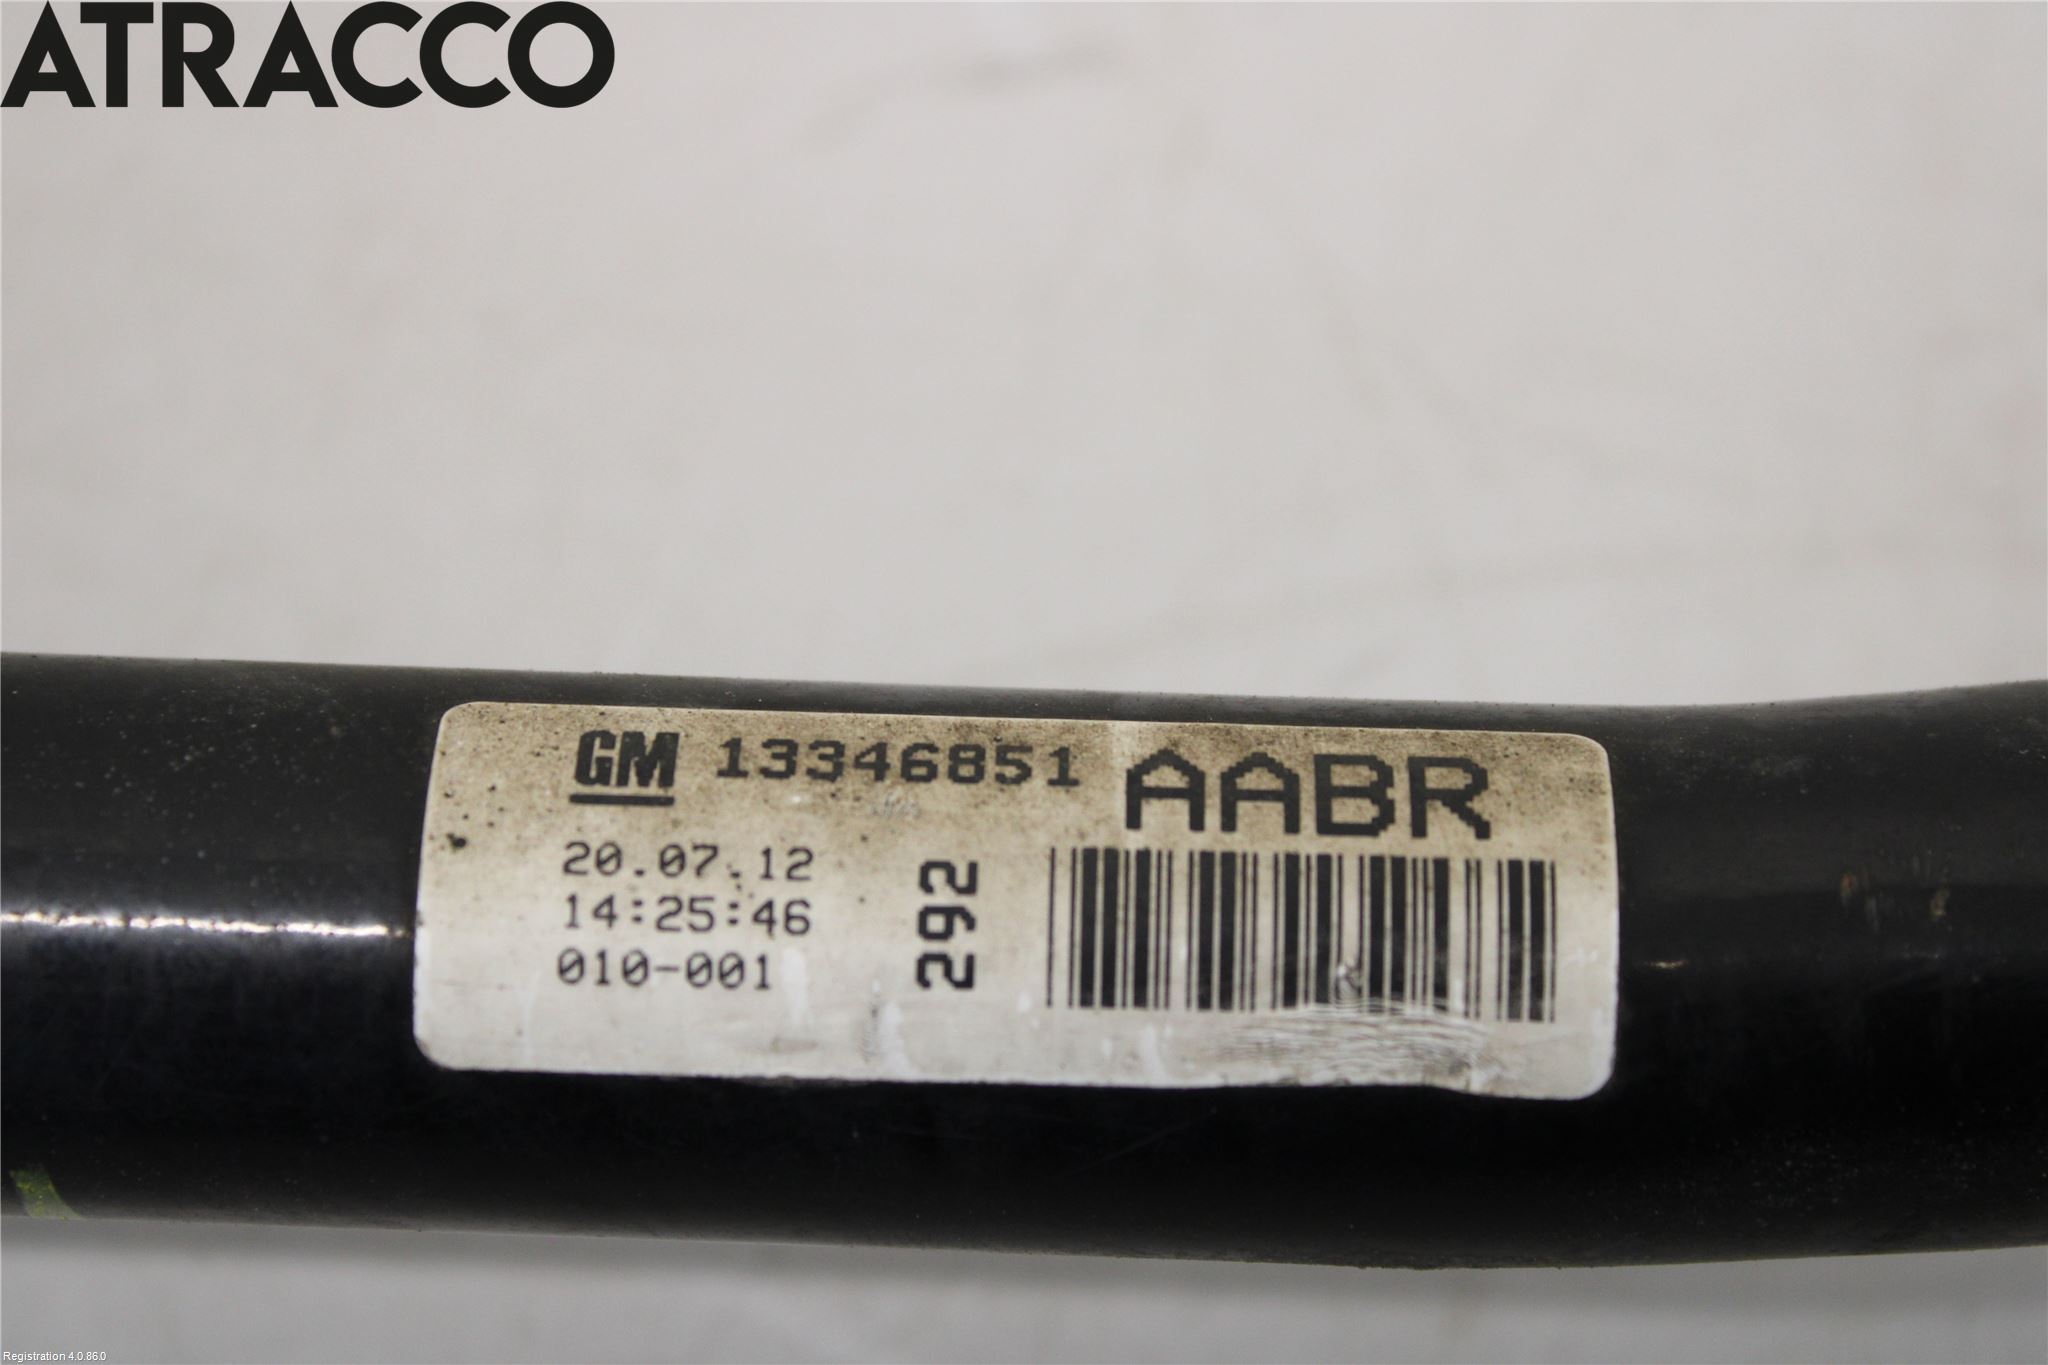 ATRACCO
GM 13346851 AABR
20.07.12
14:25:46
010-001
292
Registration 4.0.86.0